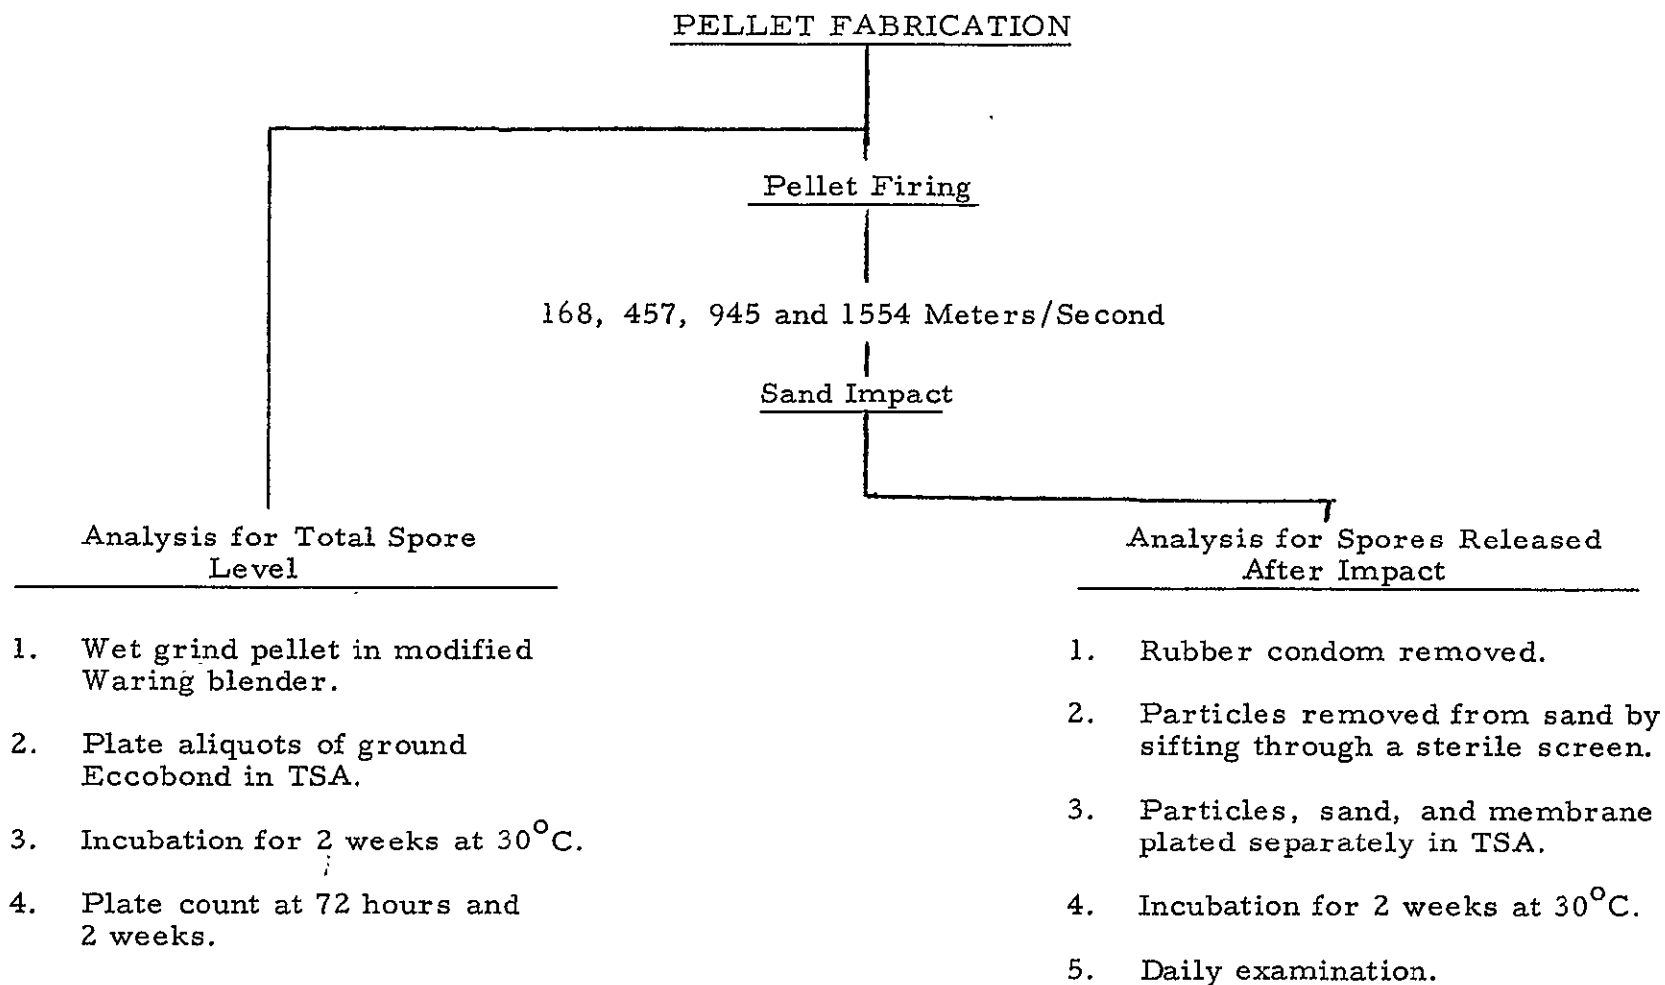 PELLET FABRICATION
Pellet Firing
168, 457, 945 and 1554 Meters/Second
Sand Impact
Analysis for Total Spore
Level
1. Wet grind pellet in modified
Waring blender.
2. Plate aliquots of ground
Eccobond in TSA.
3. Incubation for 2 weeks at 30°C.
4. Plate count at 72 hours and
2 weeks.
Analysis for Spores Released
After Impact
1. Rubber condom removed.
2. Particles removed from sand by
sifting through a sterile screen.
3. Particles, sand, and membrane
plated separately in TSA.
4. Incubation for 2 weeks at 30°C.
5. Daily examination.